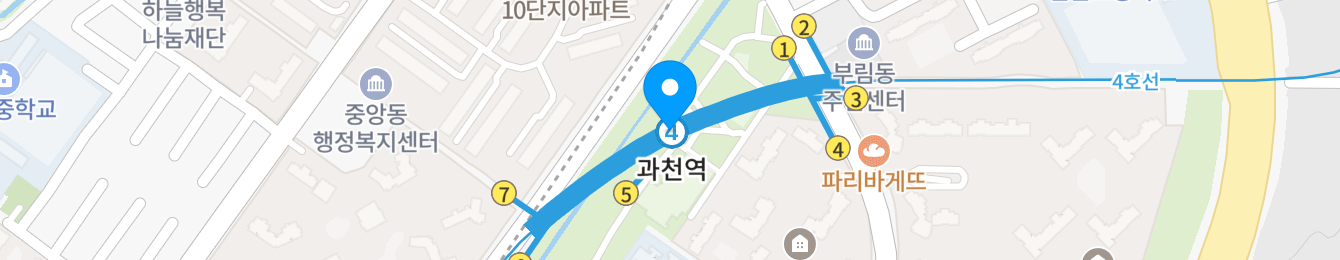 하늘행복
나눔재단
10단지아파트
2
1
부림동
주민센터
3
4호선
중학교
중앙동
행정복지센터
4
과천역
4
파리바게뜨
7
5